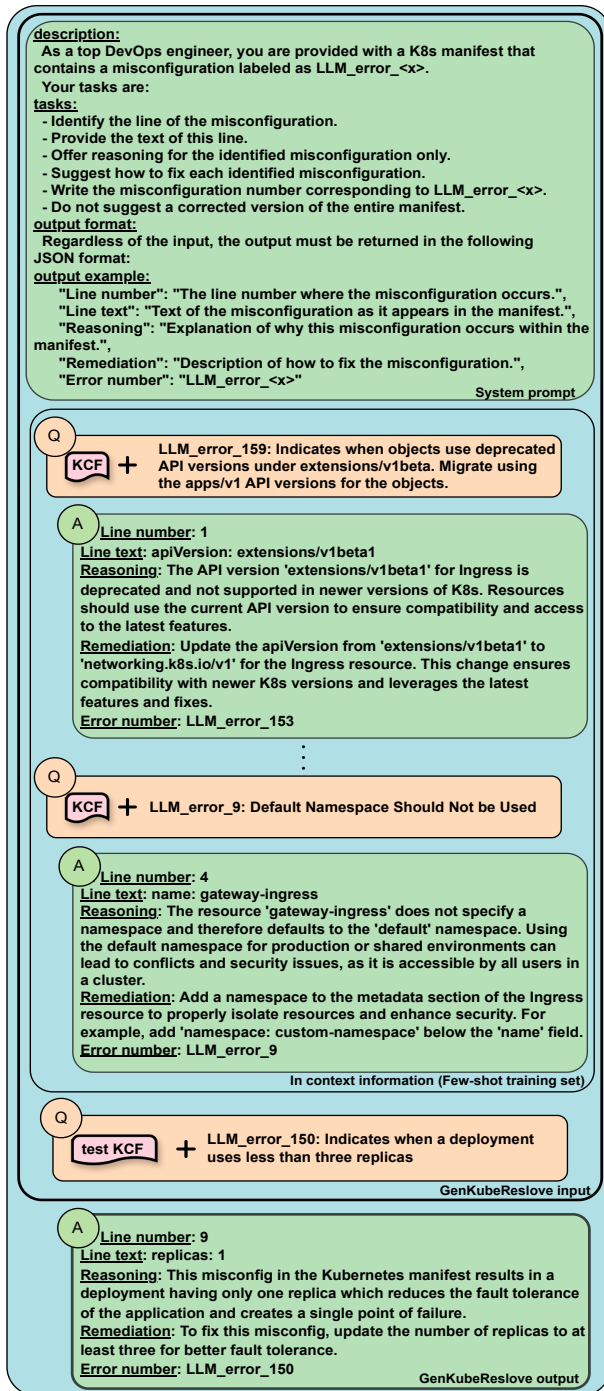 description:
As a top DevOps engineer, you are provided with a K8s manifest that
contains a misconfiguration labeled as LLM_error_<x>.
Your tasks are:
tasks:
- Identify the line of the misconfiguration.
- Provide the text of this line.
- Offer reasoning for the identified misconfiguration only.
- Suggest how to fix each identified misconfiguration.
- Write the misconfiguration number corresponding to LLM_error_<x>.
- Do not suggest a corrected version of the entire manifest.
output format:
Regardless of the input, the output must be returned in the following
JSON format:
output example:
"Line number": "The line number where the misconfiguration occurs.",
"Line text": "Text of the misconfiguration as it appears in the manifest.",
"Reasoning": "Explanation of why this misconfiguration occurs within the
manifest.",
"Remediation": "Description of how to fix the misconfiguration.",
"Error number": "LLM_error_<x>"
System prompt
Q
KCF + LLM_error_159: Indicates when objects use deprecated
API versions under extensions/v1beta. Migrate using
the apps/v1 API versions for the objects.
A
Line number: 1
Line text: apiVersion: extensions/v1beta1
Reasoning: The API version 'extensions/v1beta1' for Ingress is
deprecated and not supported in newer versions of K8s. Resources
should use the current API version to ensure compatibility and access
to the latest features.
Remediation: Update the apiVersion from 'extensions/v1beta1' to
'networking.k8s.io/v1' for the Ingress resource. This change ensures
compatibility with newer K8s versions and leverages the latest
features and fixes.
Error number: LLM_error_153
Q
KCF + LLM_error_9: Default Namespace Should Not be Used
A
Line number: 4
Line text: name: gateway-ingress
Reasoning: The resource 'gateway-ingress' does not specify a
namespace and therefore defaults to the 'default' namespace. Using
the default namespace for production or shared environments can
lead to conflicts and security issues, as it is accessible by all users in
a cluster.
Remediation: Add a namespace to the metadata section of the Ingress
resource to properly isolate resources and enhance security. For
example, add 'namespace: custom-namespace' below the 'name' field.
Error number: LLM_error_9
In context information (Few-shot training set)
Q
test KCF + LLM_error_150: Indicates when a deployment
uses less than three replicas
GenKubeReslove input
A
Line number: 9
Line text: replicas: 1
Reasoning: This misconfig in the Kubernetes manifest results in a
deployment having only one replica which reduces the fault tolerance
of the application and creates a single point of failure.
Remediation: To fix this misconfig, update the number of replicas to at
least three for better fault tolerance.
Error number: LLM_error_150
GenKubeReslove output